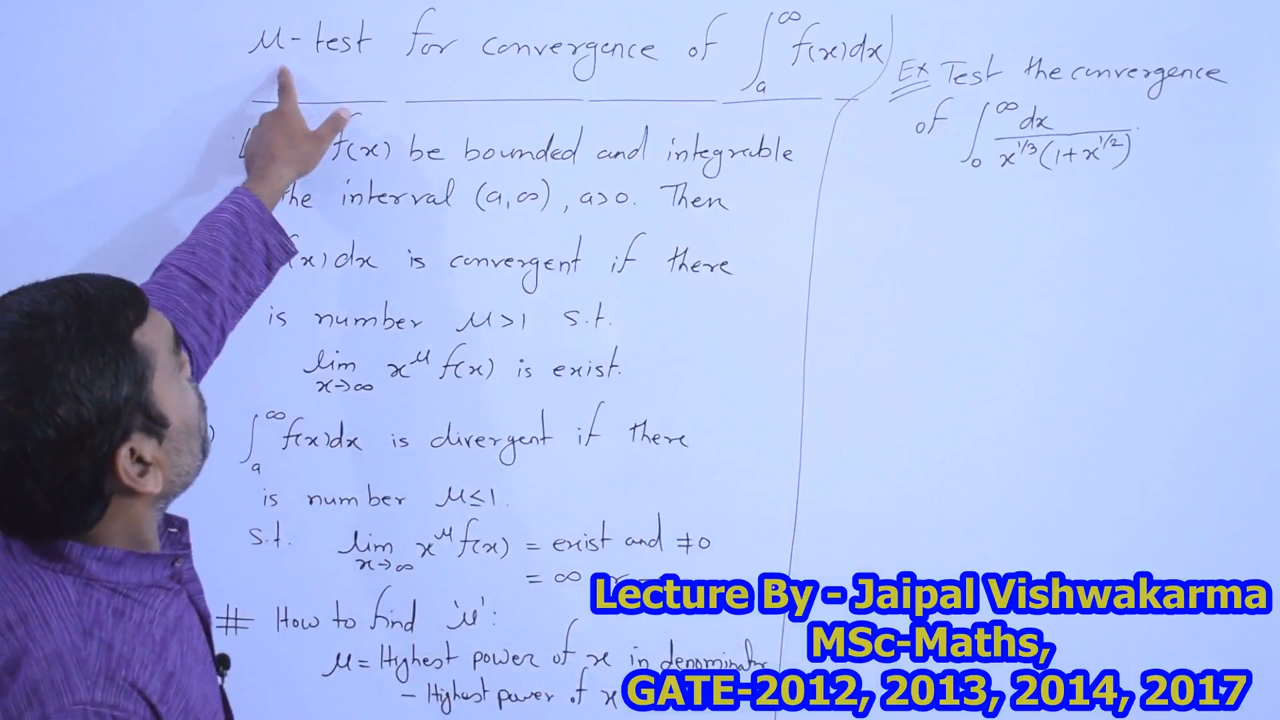 μ-test for convergence of ∫_a^∞ f(x)dx
f(x) be bounded and integrable
the interval (a,∞), a>0. Then
f(x)dx is convergent if there
is number μ>1 s.t.
lim x→∞ x^μ f(x) is exist.
) ∫_a^∞ f(x)dx is divergent if there
is number μ≤1.
s.t. lim x→∞ x^μ f(x) = exist and ≠0
= ∞
# How to find 'μ':
μ = Highest power of x in denominator
- Highest power of x
Ex Test the convergence
of ∫_0^∞ dx / x^{1/3}(1+x^{1/2})
Lecture By - Jaipal Vishwakarma
MSc-Maths,
GATE-2012, 2013, 2014, 2017